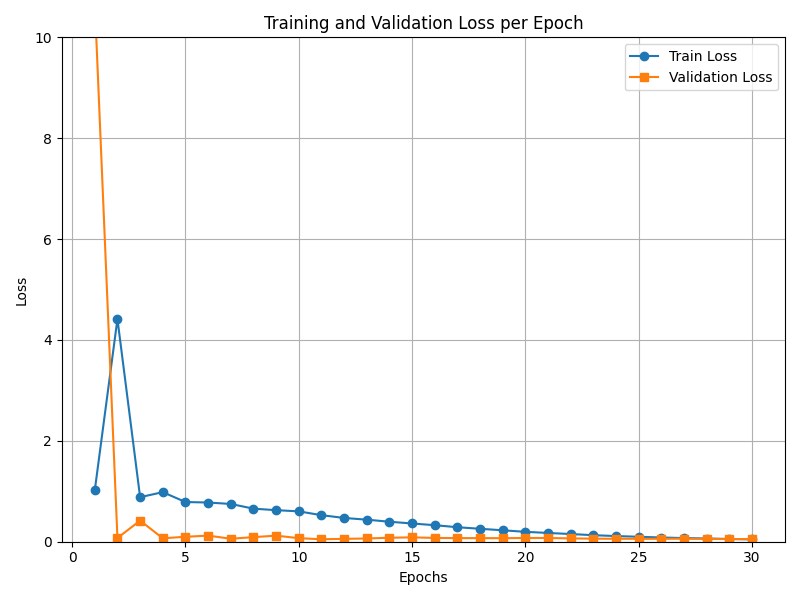 Training and Validation Loss per Epoch
Train Loss
Validation Loss
10
8
6
4
2
0
Loss
0 5 10 15 20 25 30
Epochs